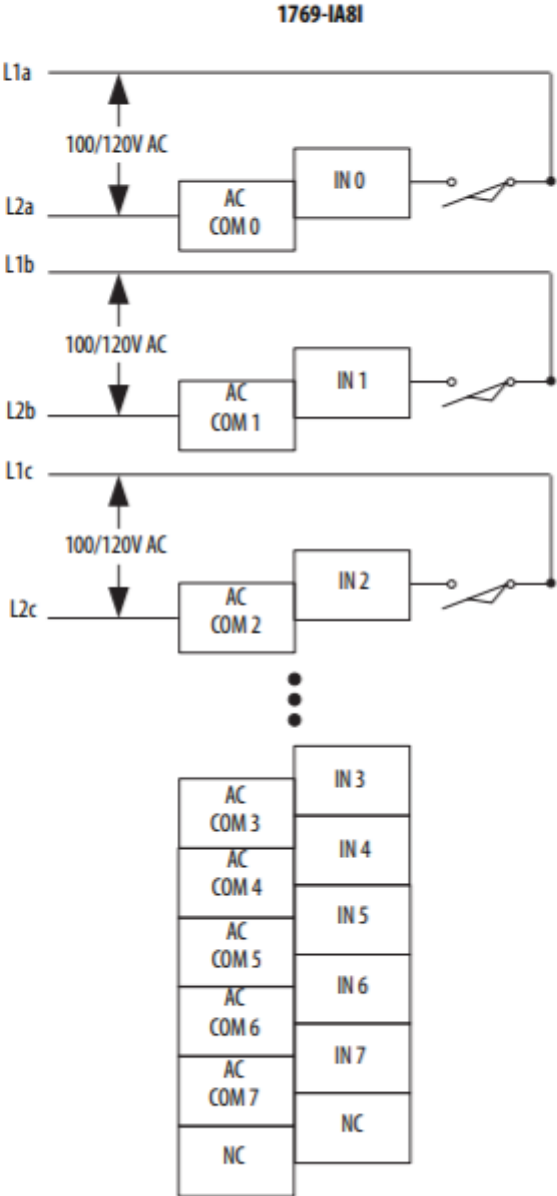 1769-IA8I
L1a
100/120V AC
IN 0
L2a
AC
COM 0
L1b
100/120V AC
IN 1
L2b
AC
COM 1
L1c
100/120V AC
IN 2
L2c
AC
COM 2
IN 3
AC
COM 3
IN 4
AC
COM 4
IN 5
AC
COM 5
IN 6
AC
COM 6
IN 7
AC
COM 7
NC
NC